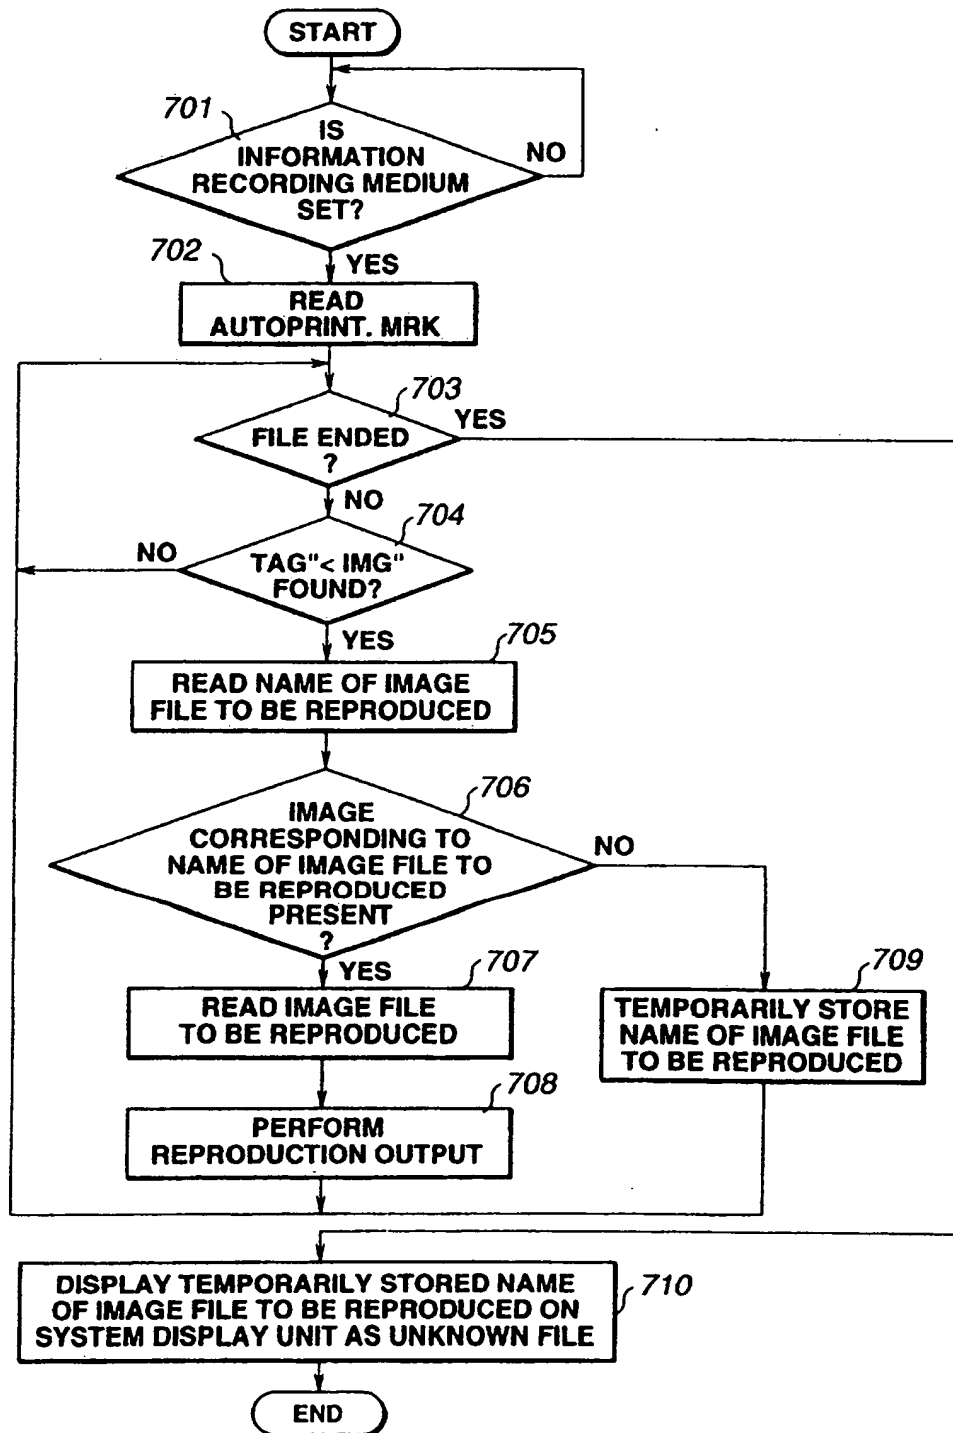 START
701
IS
INFORMATION
RECORDING MEDIUM
SET?
NO
702
YES
READ
AUTOPRINT. MRK
703
YES
FILE ENDED
?
NO
704
NO
TAG"< IMG"
FOUND?
YES
705
READ NAME OF IMAGE
FILE TO BE REPRODUCED
706
IMAGE
CORRESPONDING TO
NAME OF IMAGE FILE TO
BE REPRODUCED
PRESENT
?
NO
YES
707
READ IMAGE FILE
TO BE REPRODUCED
709
TEMPORARILY STORE
NAME OF IMAGE FILE
TO BE REPRODUCED
708
PERFORM
REPRODUCTION OUTPUT
710
DISPLAY TEMPORARILY STORED NAME
OF IMAGE FILE TO BE REPRODUCED ON
SYSTEM DISPLAY UNIT AS UNKNOWN FILE
END